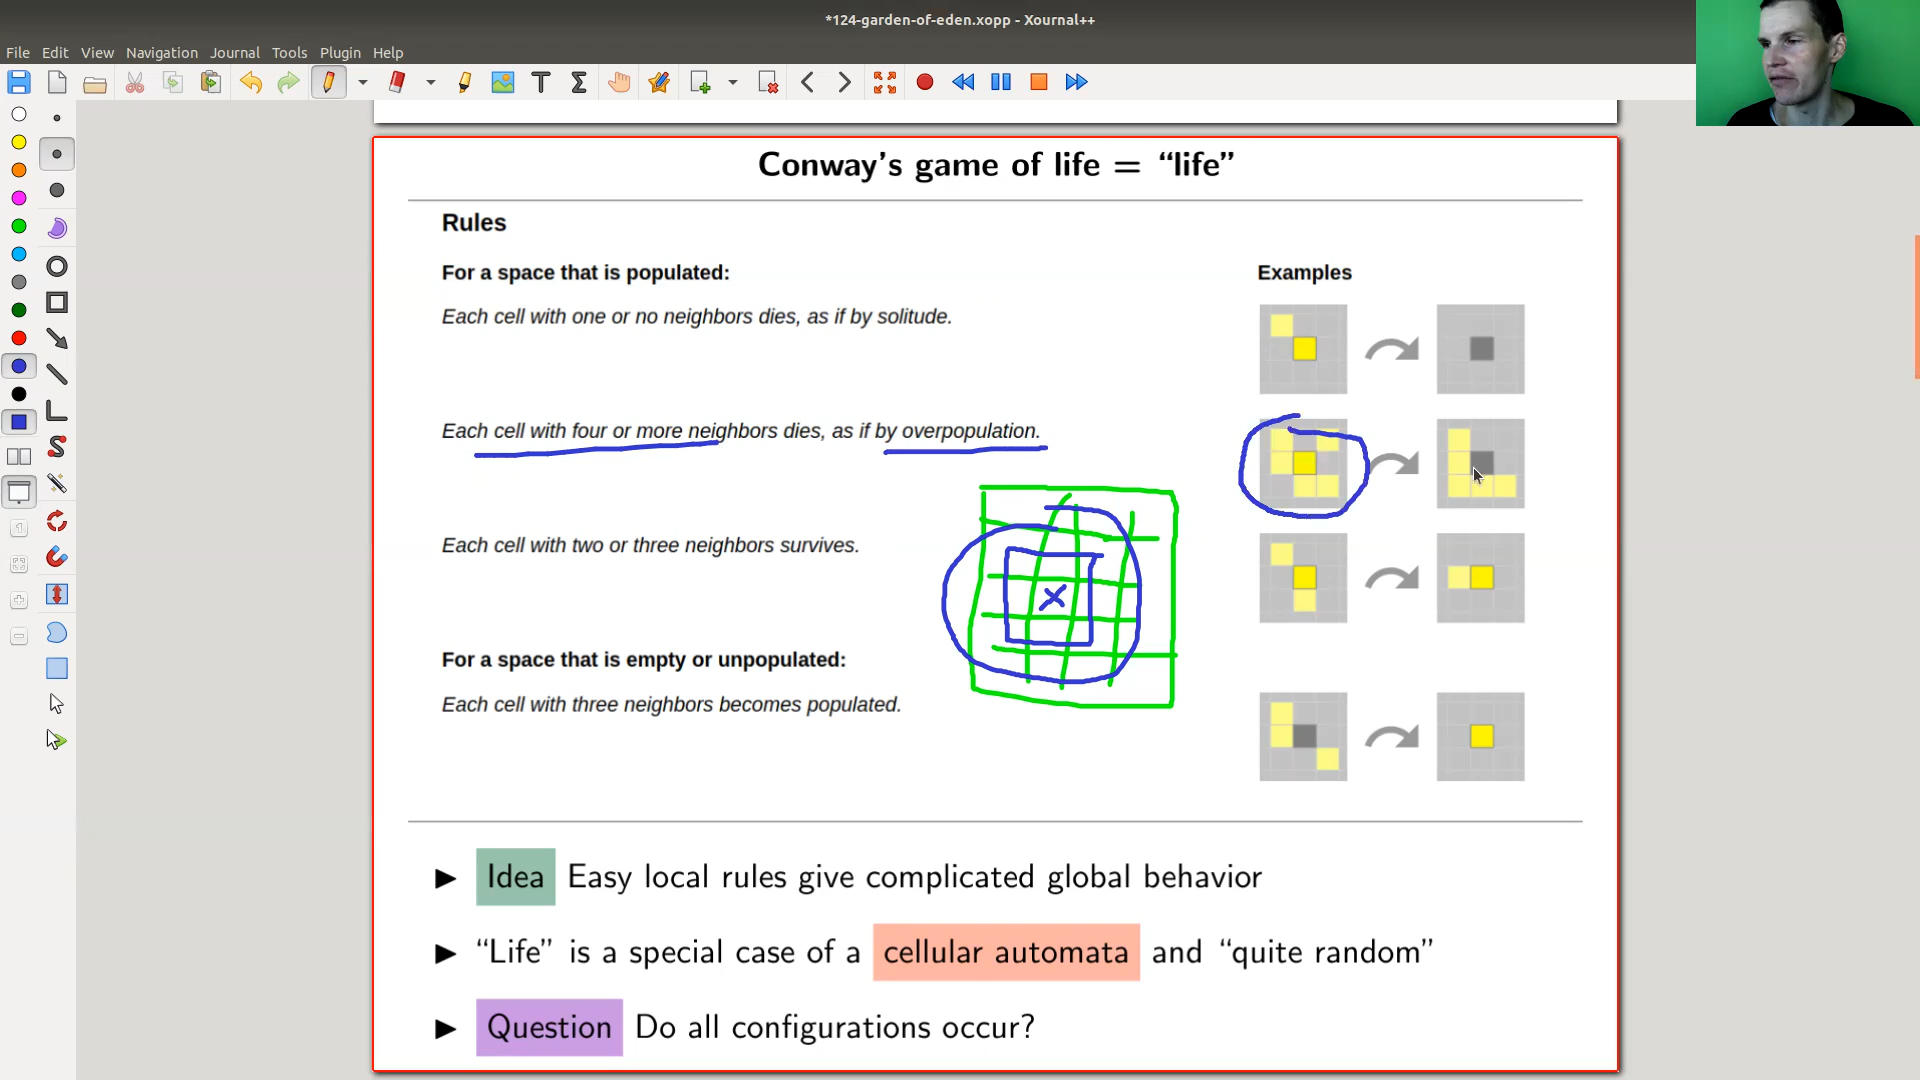 *124-garden-of-eden.xopp - Xournal++
File Edit View Navigation Journal Tools Plugin Help
Conway's game of life = “life”
Rules
For a space that is populated:
Examples
Each cell with one or no neighbors dies, as if by solitude.
Each cell with four or more neighbors dies, as if by overpopulation.
Each cell with two or three neighbors survives.
For a space that is empty or unpopulated:
Each cell with three neighbors becomes populated.
► Idea Easy local rules give complicated global behavior
► “Life” is a special case of a cellular automata and “quite random”
► Question Do all configurations occur?